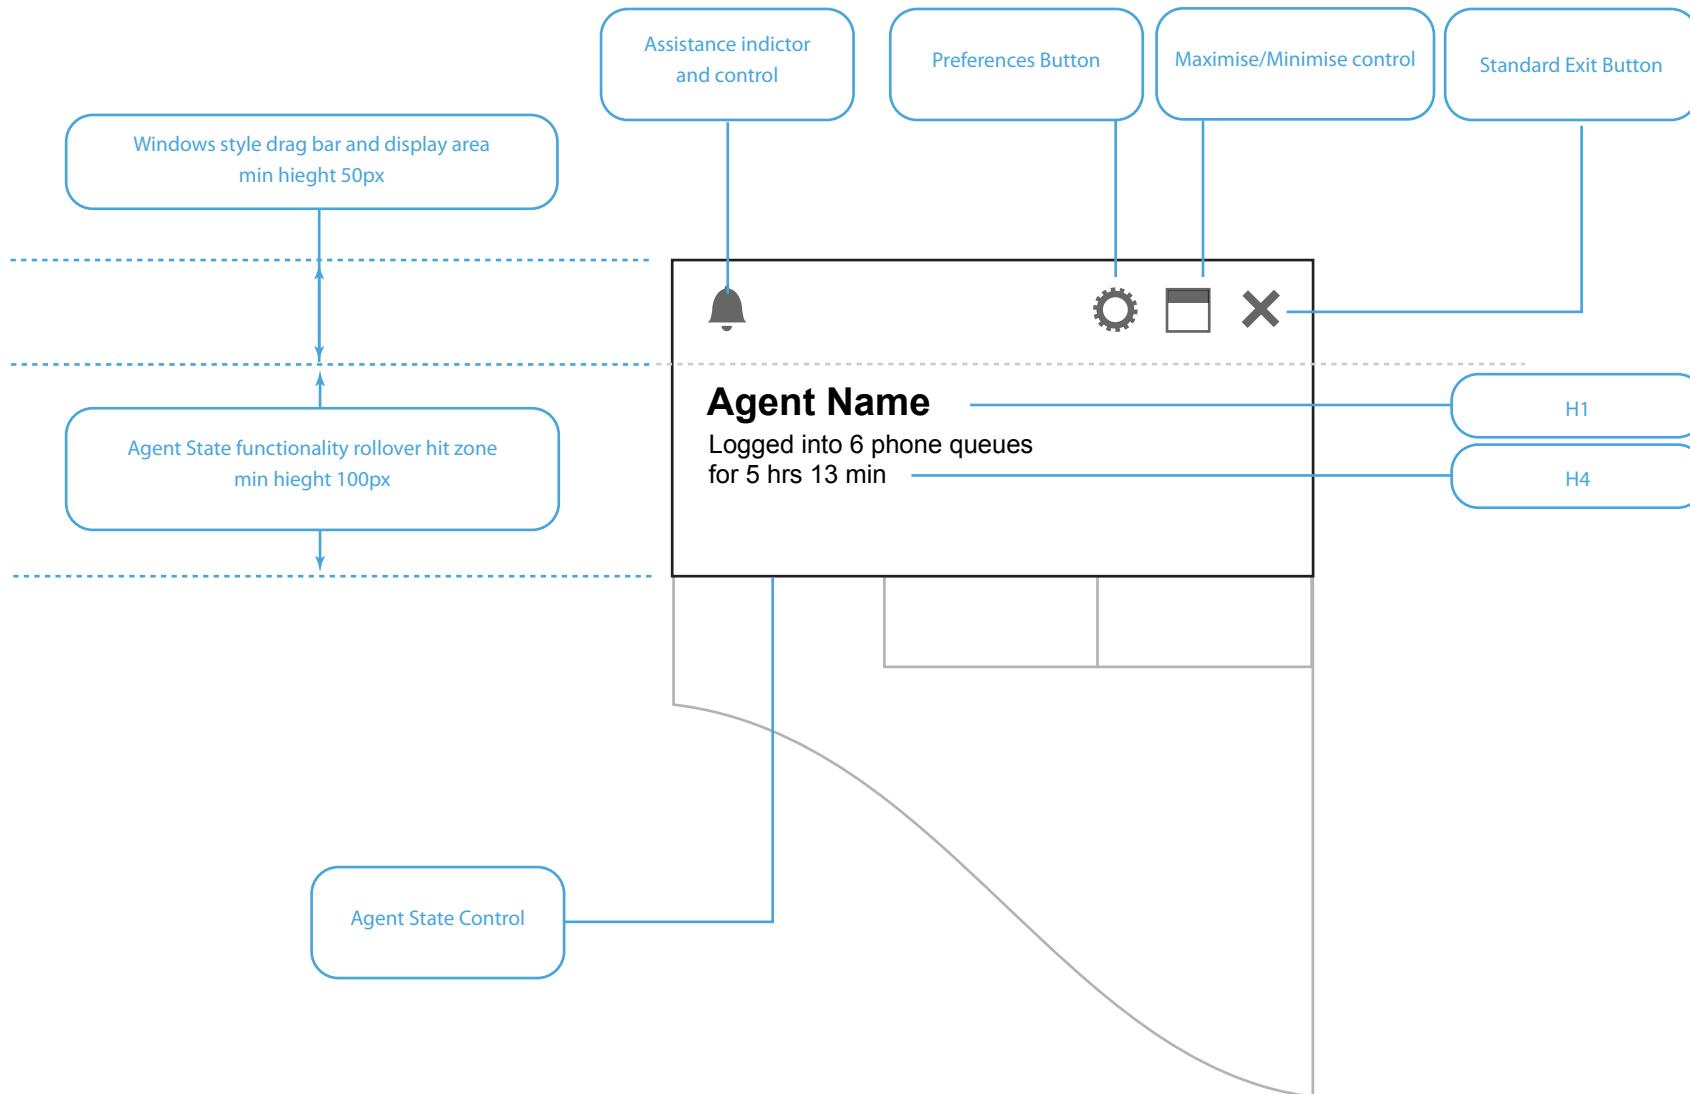 Assistance indictor
and control
Preferences Button
Maximise/Minimise control
Standard Exit Button
Windows style drag bar and display area
min hieght 50px
Agent Name
H1
Logged into 6 phone queues
for 5 hrs 13 min
H4
Agent State functionality rollover hit zone
min hieght 100px
Agent State Control